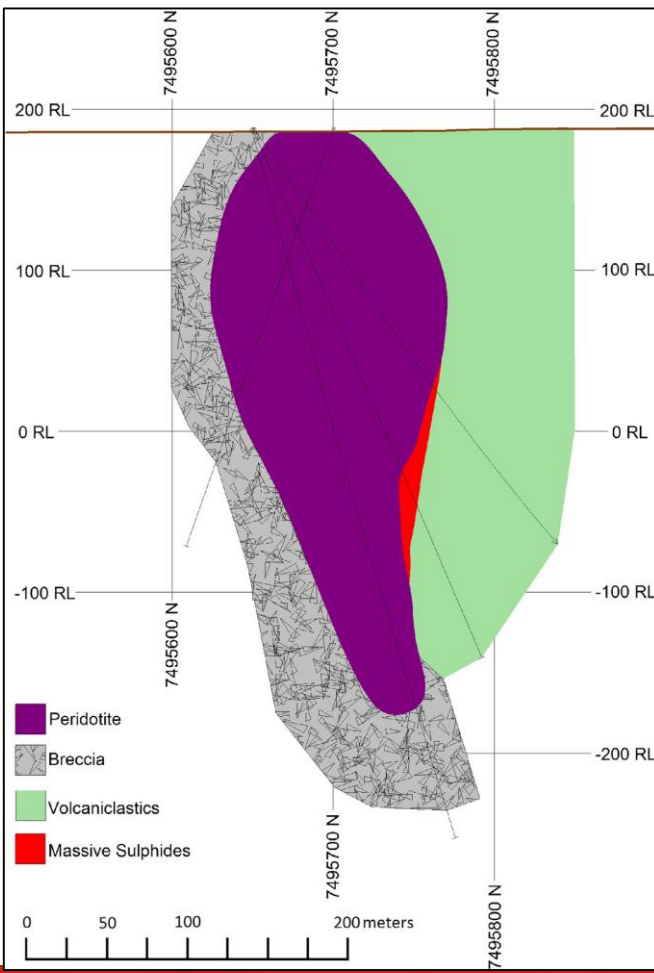 7495600 N
7495700 N
7495800 N
200 RL
200 RL
100 RL
100 RL
0 RL
0 RL
-100 RL
-100 RL
7495600 N
Peridotite
Breccia
-200 RL
Volcaniclastics
Massive Sulphides
7495700 N
7495800 N
0 50 100 200 meters